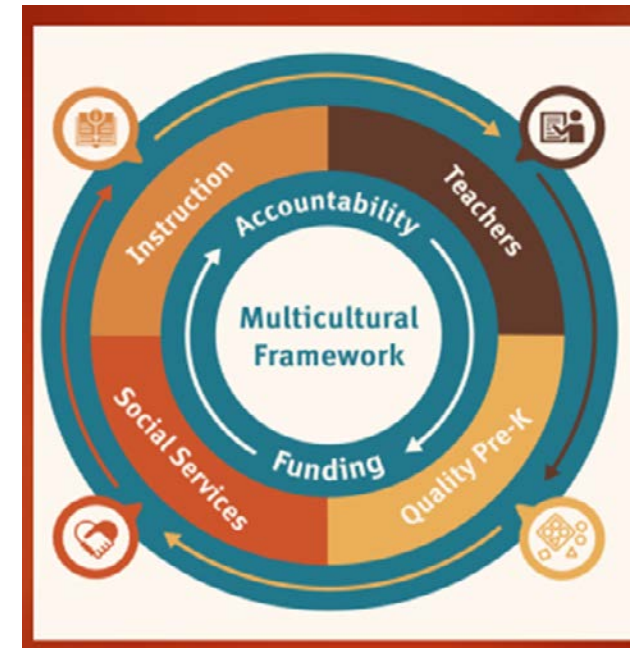 Instruction
Teachers
Accountability
Multicultural
Framework
Funding
Social Services
Quality Pre-K